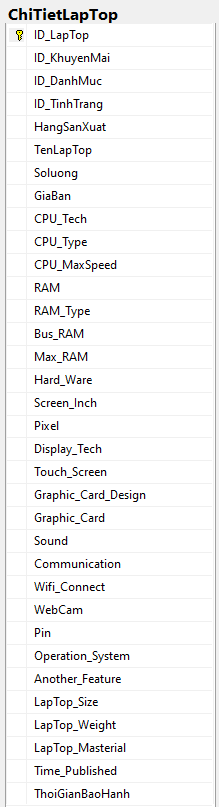 ChiTietLapTop
ID_LapTop
ID_KhuyenMai
ID_DanhMuc
ID_TinhTrang
HangSanXuat
TenLapTop
Soluong
GiaBan
CPU_Tech
CPU_Type
CPU_MaxSpeed
RAM
RAM_Type
Bus_RAM
Max_RAM
Hard_Ware
Screen_Inch
Pixel
Display_Tech
Touch_Screen
Graphic_Card_Design
Graphic_Card
Sound
Communication
Wifi_Connect
WebCam
Pin
Operation_System
Another_Feature
LapTop_Size
LapTop_Weight
LapTop_Masterial
Time_Published
ThoiGianBaoHanh